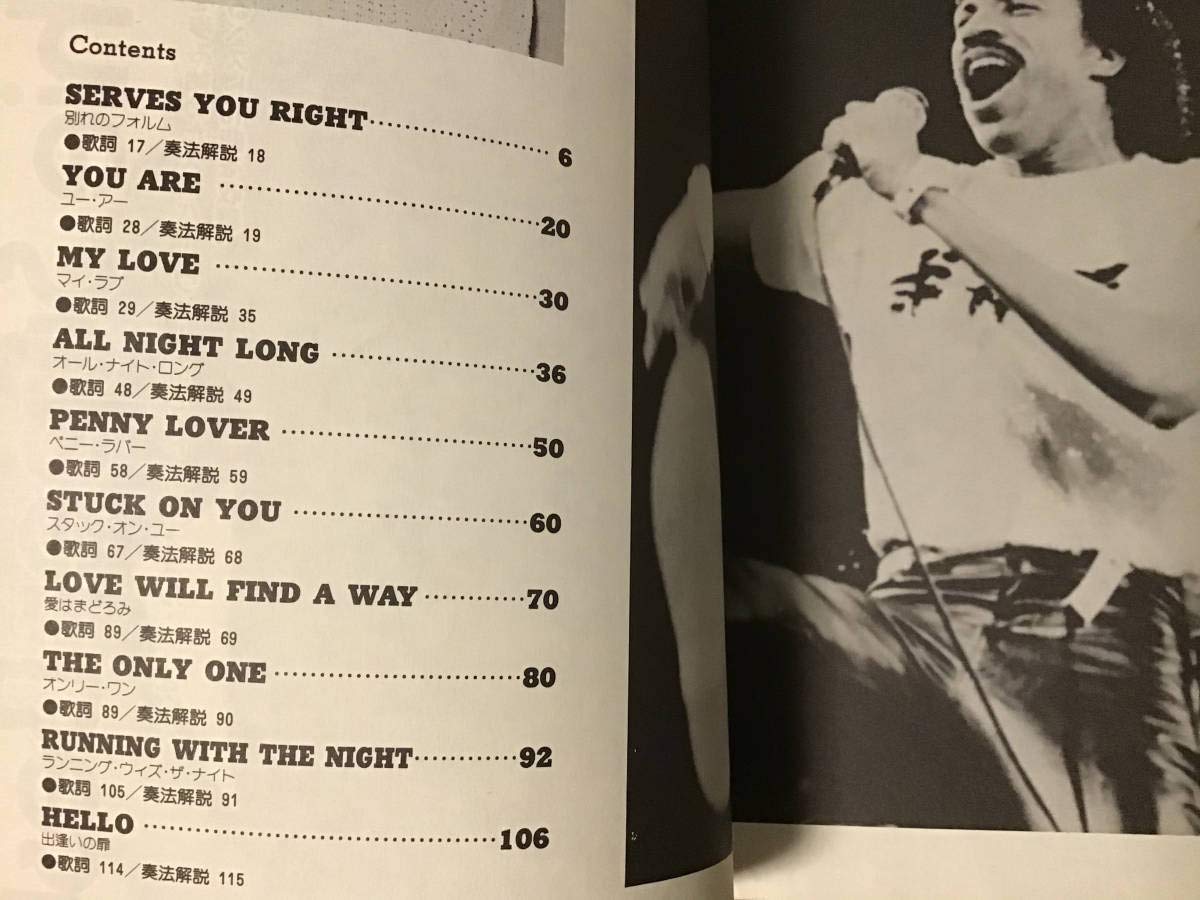 Contents
SERVES YOU RIGHT 6
別れのフォルム
●歌詞 17／奏法解説 18
YOU ARE 20
ユー・アー
●歌詞 28／奏法解説 19
MY LOVE 30
マイ・ラブ
●歌詞 29／奏法解説 35
ALL NIGHT LONG 36
オール・ナイト・ロング
●歌詞 48／奏法解説 49
PENNY LOVER 50
ペニー・ラバー
●歌詞 58／奏法解説 59
STUCK ON YOU 60
スタック・オン・ユー
●歌詞 67／奏法解説 68
LOVE WILL FIND A WAY 70
愛はまどろみ
●歌詞 89／奏法解説 69
THE ONLY ONE 80
オンリー・ワン
●歌詞 89／奏法解説 90
RUNNING WITH THE NIGHT 92
ランニング・ウィズ・ザ・ナイト
●歌詞 105／奏法解説 91
HELLO 106
出逢いの扉
●歌詞 114／奏法解説 115